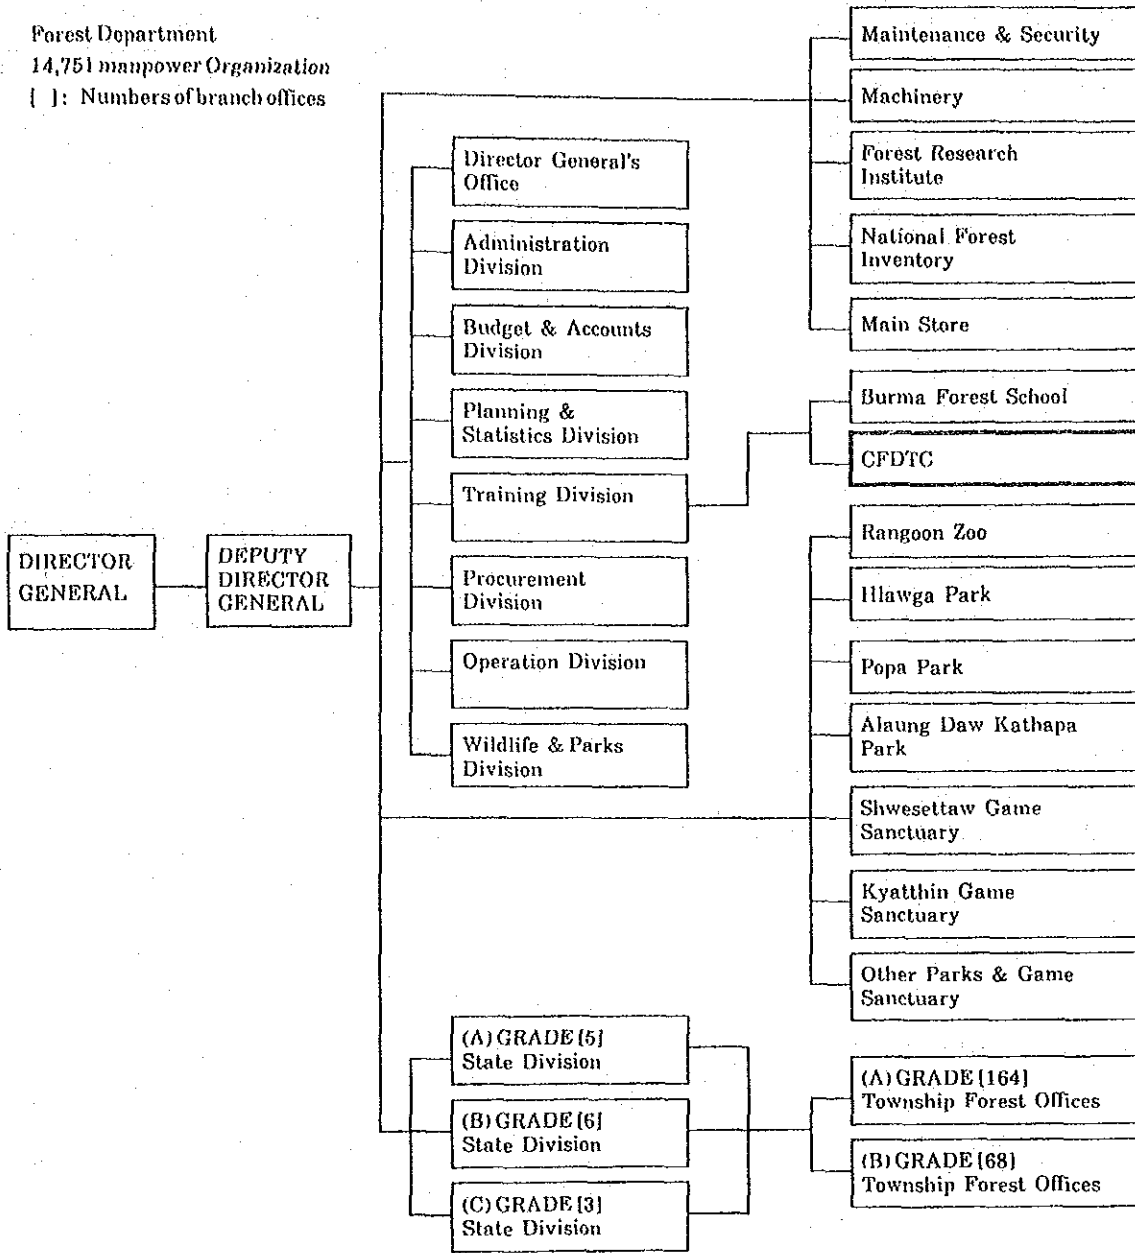 Forest Department
14,751 manpower Organization
[ ]: Numbers of branch offices
DIRECTOR
GENERAL
DEPUTY
DIRECTOR
GENERAL
Director General's
Office
Administration
Division
Budget & Accounts
Division
Planning &
Statistics Division
Training Division
Procurement
Division
Operation Division
Wildlife & Parks
Division
(A) GRADE [5]
State Division
(B) GRADE [6]
State Division
(C) GRADE [3]
State Division
Maintenance & Security
Machinery
Forest Research
Institute
National Forest
Inventory
Main Store
Burma Forest School
CFDTC
Rangoon Zoo
Hlawga Park
Popa Park
Alaung Daw Kathapa
Park
Shwesettaw Game
Sanctuary
Kyatthin Game
Sanctuary
Other Parks & Game
Sanctuary
(A) GRADE [164]
Township Forest Offices
(B) GRADE [68]
Township Forest Offices